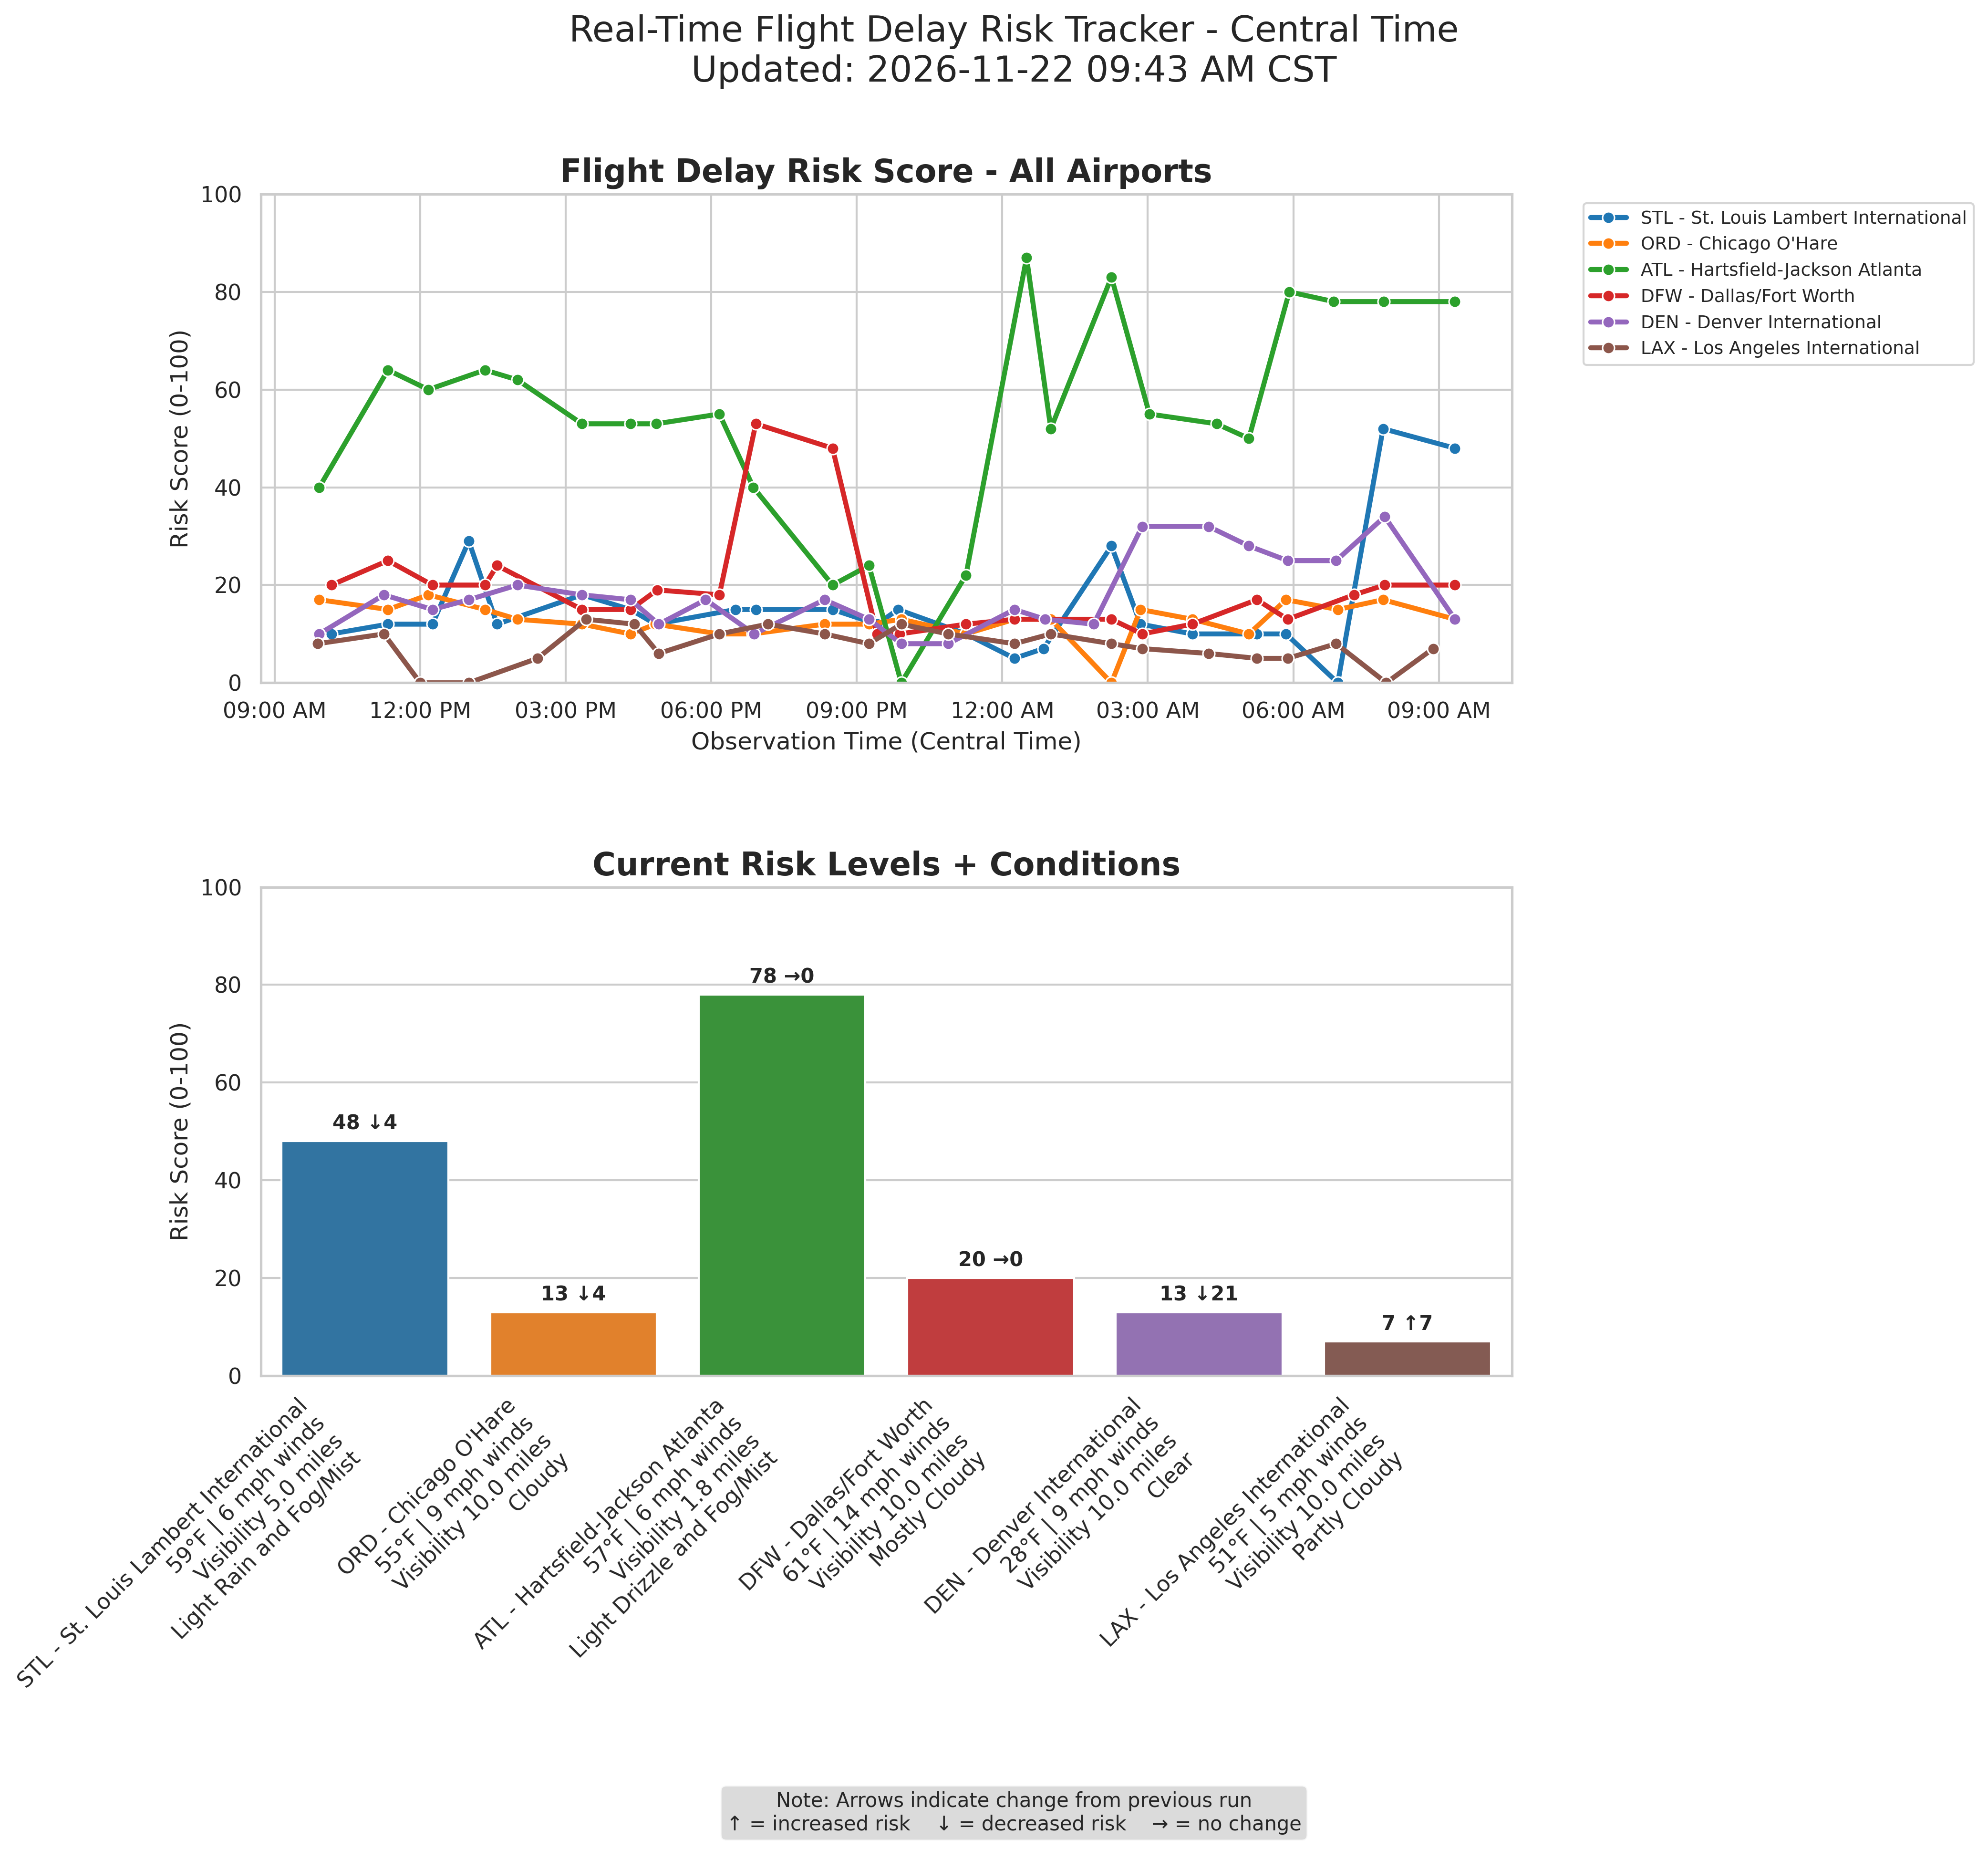 Real-Time Flight Delay Risk Tracker - Central Time
Updated: 2026-11-22 09:43 AM CST
Flight Delay Risk Score - All Airports
100
80
60
40
20
0
Risk Score (0-100)
09:00 AM
12:00 PM
03:00 PM
06:00 PM
09:00 PM
12:00 AM
03:00 AM
06:00 AM
09:00 AM
Observation Time (Central Time)
STL - St. Louis Lambert International
ORD - Chicago O'Hare
ATL - Hartsfield-Jackson Atlanta
DFW - Dallas/Fort Worth
DEN - Denver International
LAX - Los Angeles International
Current Risk Levels + Conditions
100
80
60
40
20
0
Risk Score (0-100)
48 ↓4
13 ↓4
78 →0
20 →0
13 ↓21
7 ↑7
STL - St. Louis Lambert International
59°F | 6 mph winds
Visibility 5.0 miles
Light Rain and Fog/Mist
ORD - Chicago O'Hare
55°F | 9 mph winds
Visibility 10.0 miles
Cloudy
ATL - Hartsfield-Jackson Atlanta
57°F | 6 mph winds
Visibility 1.8 miles
Light Drizzle and Fog/Mist
DFW - Dallas/Fort Worth
61°F | 14 mph winds
Visibility 10.0 miles
Mostly Cloudy
DEN - Denver International
28°F | 9 mph winds
Visibility 10.0 miles
Clear
LAX - Los Angeles International
51°F | 5 mph winds
Visibility 10.0 miles
Partly Cloudy
Note: Arrows indicate change from previous run
↑ = increased risk ↓ = decreased risk → = no change